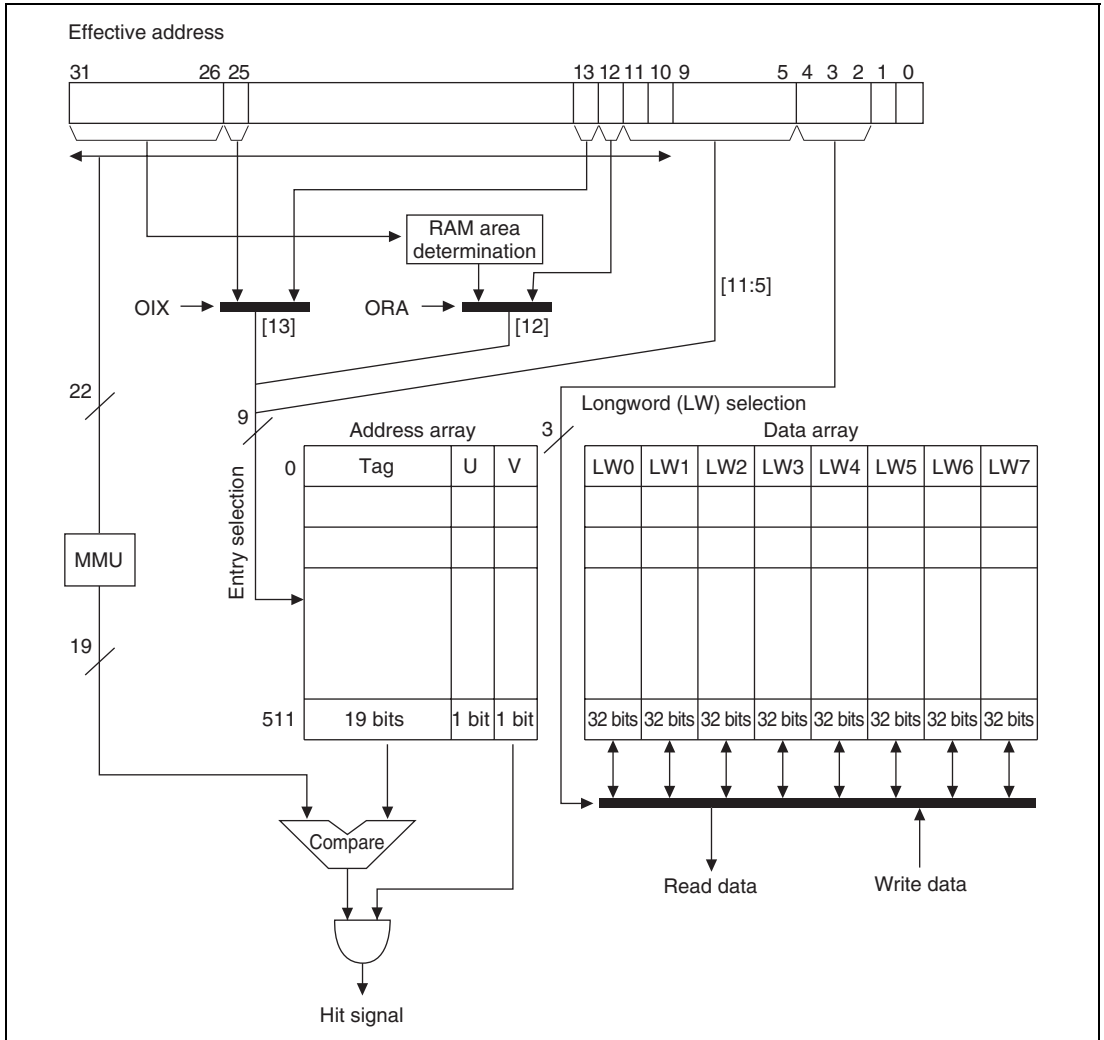 Effective address
31 26 25 13 12 11 10 9 5 4 3 2 1 0
RAM area
determination
[11:5]
OIX
ORA
[13]
[12]
22
9
3
Longword (LW) selection
Address array
Data array
Entry selection
0 Tag U V
LW0 LW1 LW2 LW3 LW4 LW5 LW6 LW7
MMU
19
511 19 bits 1 bit 1 bit
32 bits 32 bits 32 bits 32 bits 32 bits 32 bits 32 bits 32 bits
Compare
Read data
Write data
Hit signal